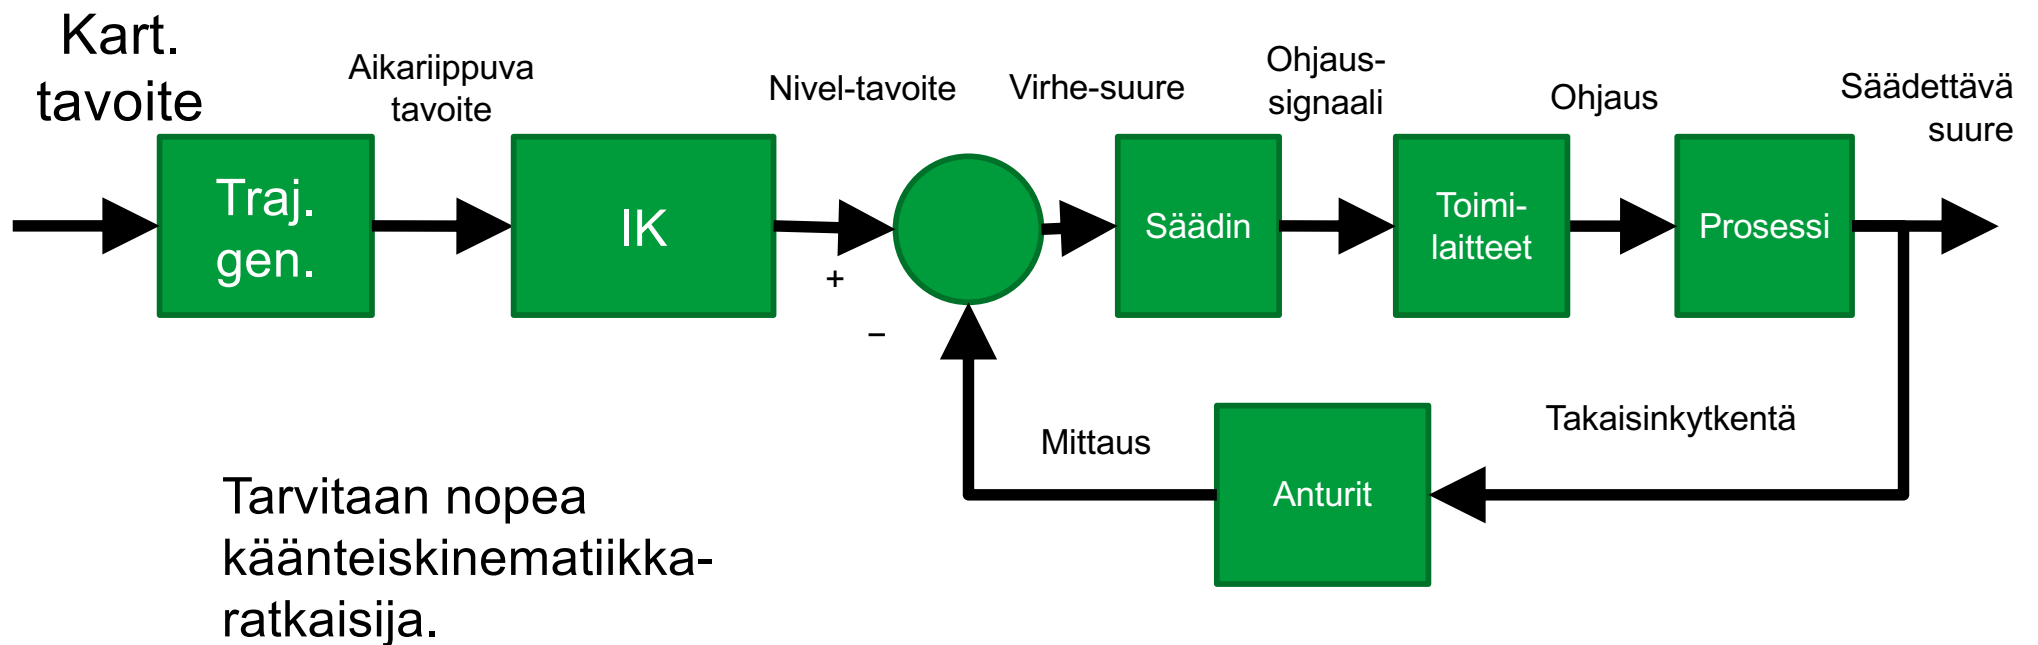 Kart.
tavoite
Aikariippuva
tavoite
Nivel-tavoite
Virhe-suure
Ohjaus-
signaali
Ohjaus
Säädettävä
suure
Traj.
gen.
IK
+
−
Säädin
Toimi-
laitteet
Prosessi
Mittaus
Anturit
Takaisinkytkentä
Tarvitaan nopea
käänteiskinematiikka-
ratkaisija.